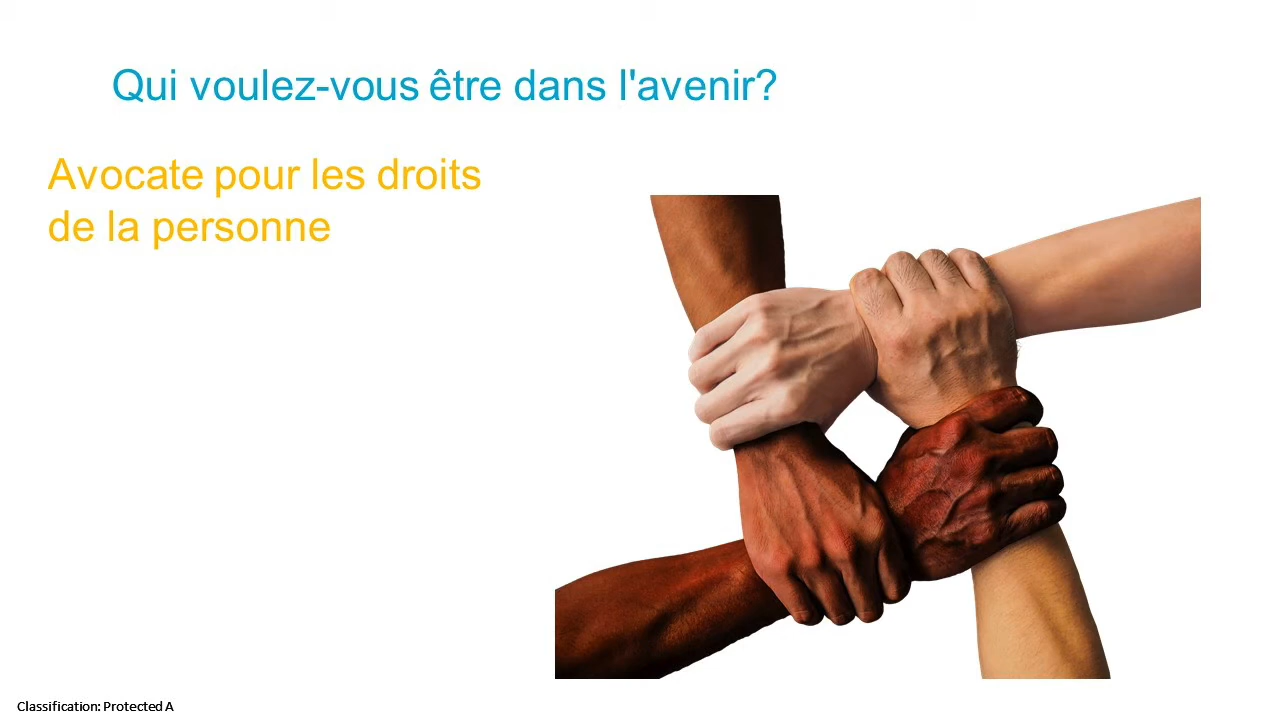 Qui voulez-vous être dans l'avenir?
Avocate pour les droits
de la personne
Classification: Protected A